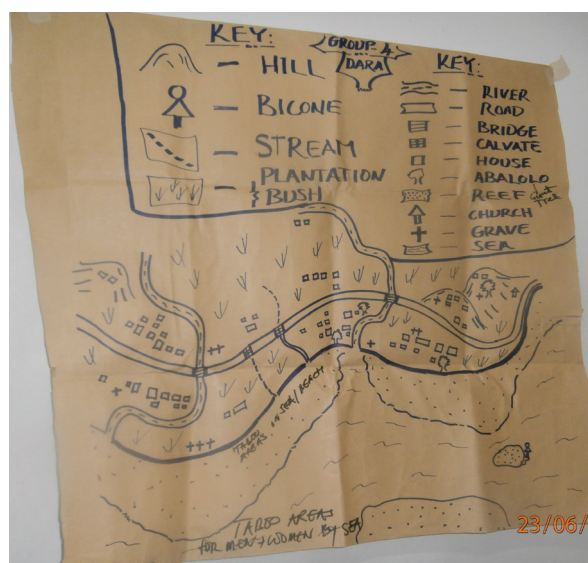 KEY:
HILL
BICONE
STREAM
PLANTATION
BUSH
GROUP 4
DARA
KEY:
RIVER
ROAD
BRIDGE
CALVATE
HOUSE
ABALOLO
REEF
CHURCH
GRAVE
SEA
TABOO AREAS IN SEA/BEACH
TABOO AREAS
FOR MEN & WOMEN BY SEA
23/06/